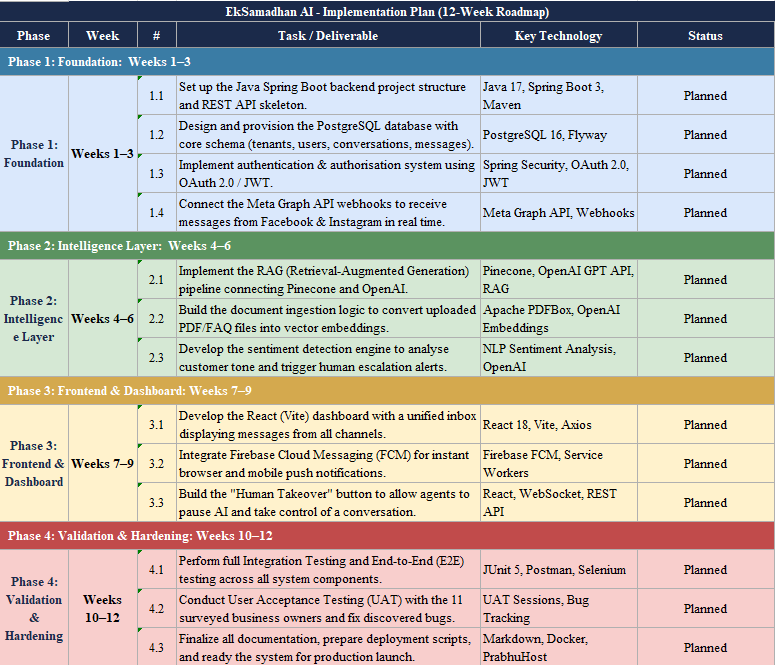 EkSamadhan AI - Implementation Plan (12-Week Roadmap)
Phase Week # Task / Deliverable Key Technology Status
Phase 1: Foundation: Weeks 1–3
Phase 1:
Foundation
Weeks 1–3
1.1
Set up the Java Spring Boot backend project structure
and REST API skeleton.
Java 17, Spring Boot 3,
Maven
Planned
1.2
Design and provision the PostgreSQL database with
core schema (tenants, users, conversations, messages).
PostgreSQL 16, Flyway
Planned
1.3
Implement authentication & authorisation system using
OAuth 2.0 / JWT.
Spring Security, OAuth 2.0,
JWT
Planned
1.4
Connect the Meta Graph API webhooks to receive
messages from Facebook & Instagram in real time.
Meta Graph API, Webhooks
Planned
Phase 2: Intelligence Layer: Weeks 4–6
Phase 2:
Intelligenc
e Layer
Weeks 4–6
2.1
Implement the RAG (Retrieval-Augmented Generation)
pipeline connecting Pinecone and OpenAI.
Pinecone, OpenAI GPT API,
RAG
Planned
2.2
Build the document ingestion logic to convert uploaded
PDF/FAQ files into vector embeddings.
Apache PDFBox, OpenAI
Embeddings
Planned
2.3
Develop the sentiment detection engine to analyse
customer tone and trigger human escalation alerts.
NLP Sentiment Analysis,
OpenAI
Planned
Phase 3: Frontend & Dashboard: Weeks 7–9
Phase 3:
Frontend &
Dashboard
Weeks 7–9
3.1
Develop the React (Vite) dashboard with a unified inbox
displaying messages from all channels.
React 18, Vite, Axios
Planned
3.2
Integrate Firebase Cloud Messaging (FCM) for instant
browser and mobile push notifications.
Firebase FCM, Service
Workers
Planned
3.3
Build the "Human Takeover" button to allow agents to
pause AI and take control of a conversation.
React, WebSocket, REST
API
Planned
Phase 4: Validation & Hardening: Weeks 10–12
Phase 4:
Validation
&
Hardening
Weeks
10–12
4.1
Perform full Integration Testing and End-to-End (E2E)
testing across all system components.
JUnit 5, Postman, Selenium
Planned
4.2
Conduct User Acceptance Testing (UAT) with the 11
surveyed business owners and fix discovered bugs.
UAT Sessions, Bug
Tracking
Planned
4.3
Finalize all documentation, prepare deployment scripts,
and ready the system for production launch.
Markdown, Docker,
PrabhuHost
Planned